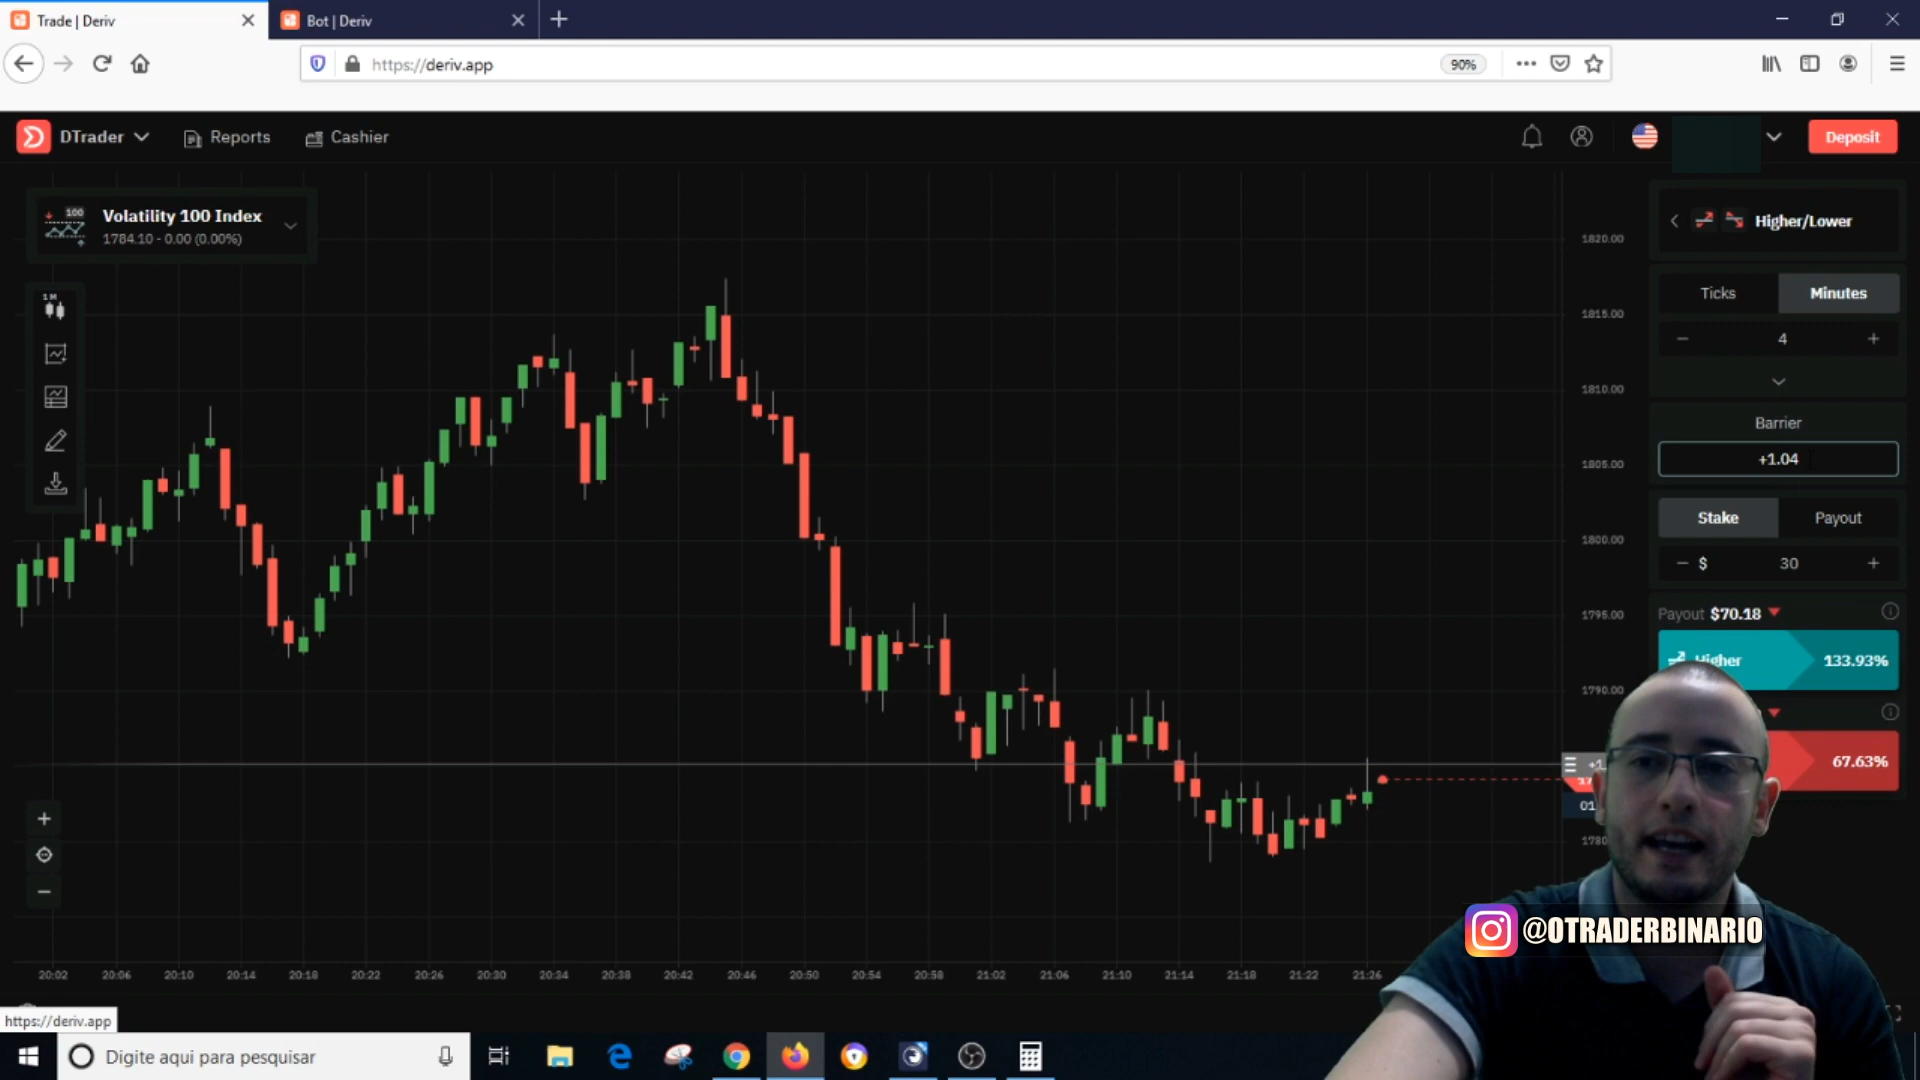 Trade | Deriv
Bot | Deriv
https://deriv.app
90%
DTrader
Reports
Cashier
Deposit
100
Volatility 100 Index
1784.10 - 0.00 (0.00%)
Higher/Lower
1M
Ticks
Minutes
4
Barrier
+1.04
Stake
Payout
$
30
Payout $70.18
Higher
133.93%
67.63%
1820.00
1815.00
1810.00
1805.00
1800.00
1795.00
1790.00
20:02
20:06
20:10
20:14
20:18
20:22
20:26
20:30
20:34
20:38
20:42
20:46
20:50
20:54
20:58
21:02
21:06
21:10
21:14
21:18
21:22
21:26
@OTRADERBINARIO
https://deriv.app
Digite aqui para pesquisar